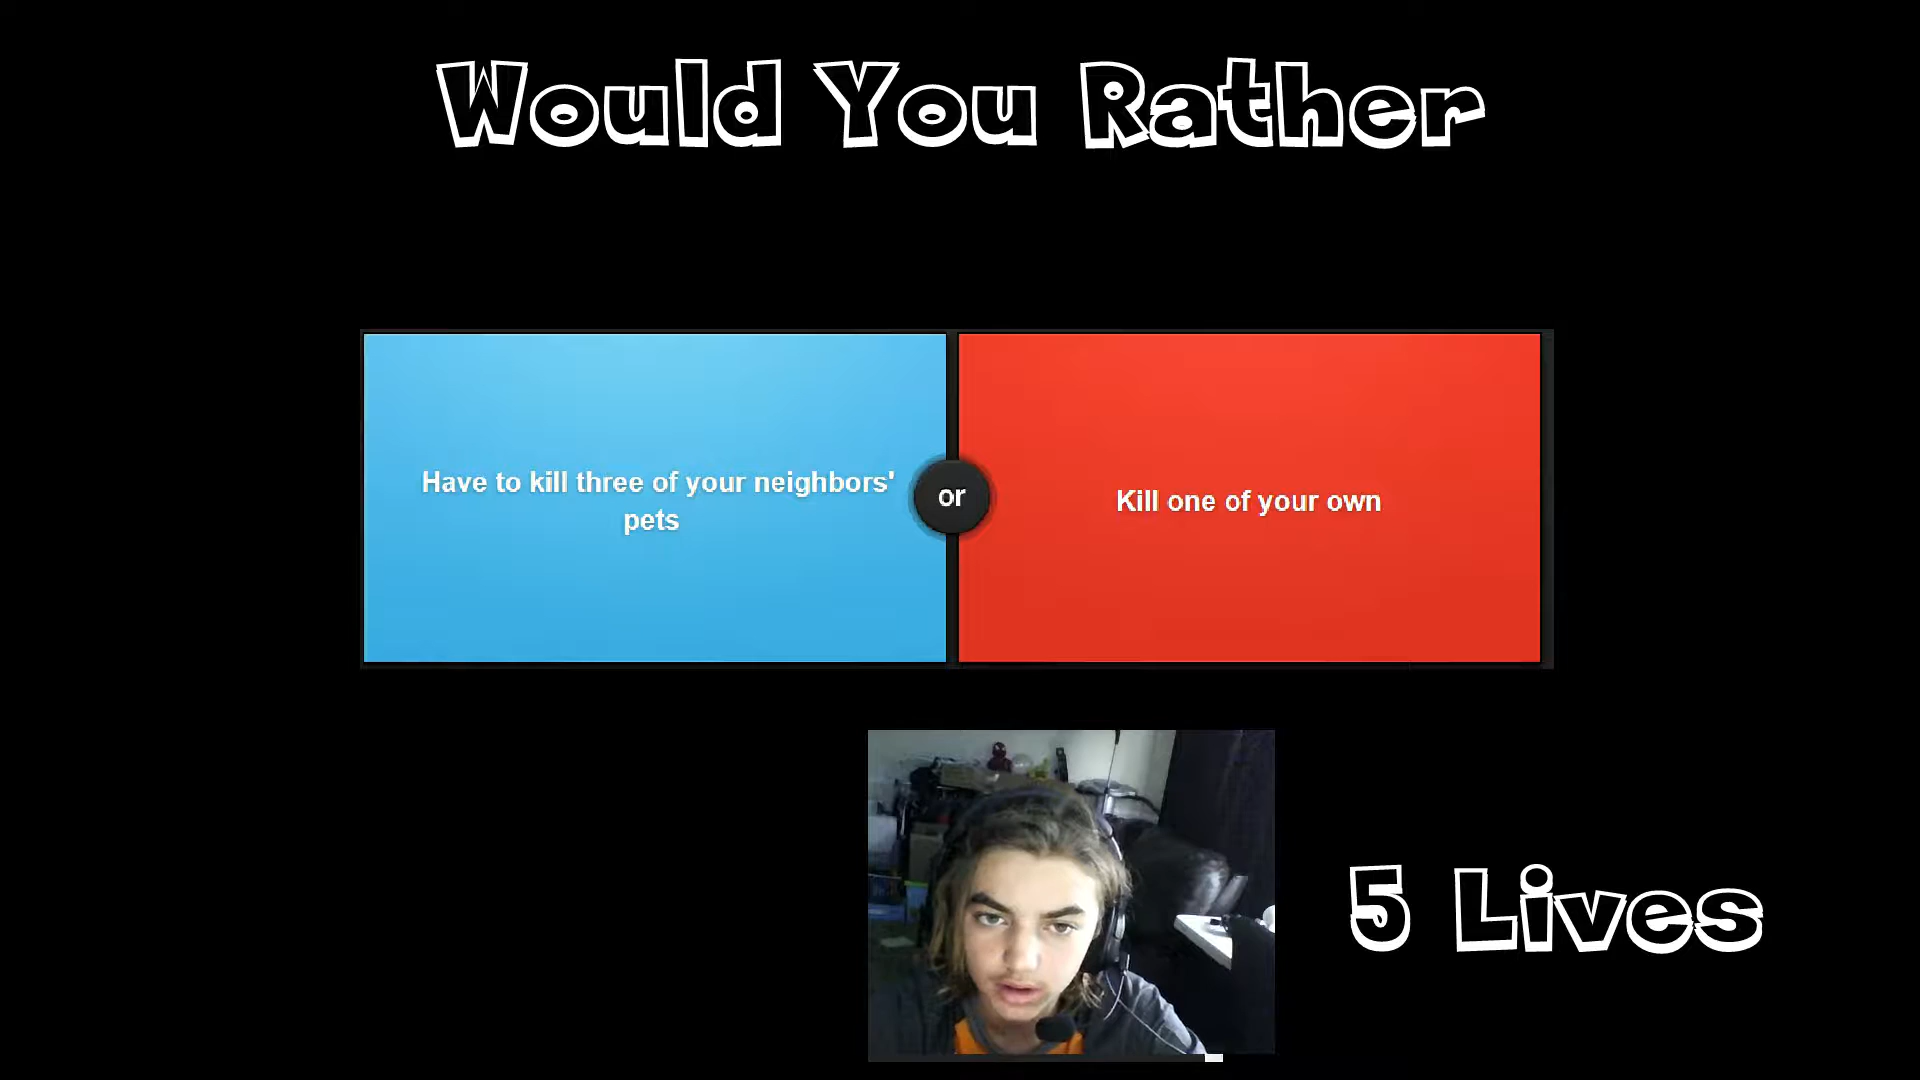 Would You Rather
Have to kill three of your neighbors'
pets
or
Kill one of your own
5 Lives